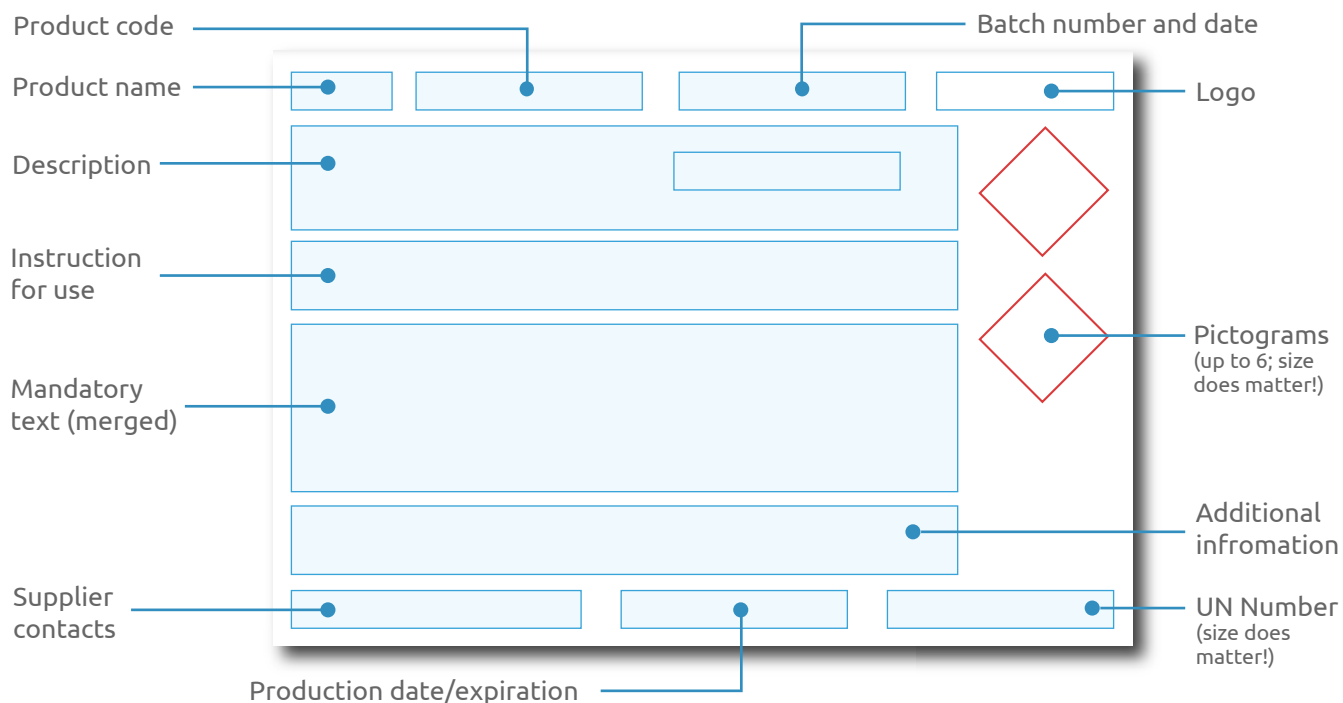 Product code
Batch number and date
Product name
Logo
Description
Instruction
for use
Pictograms
(up to 6; size
does matter!)
Mandatory
text (merged)
Additional
infromation
Supplier
contacts
UN Number
(size does
matter!)
Production date/expiration